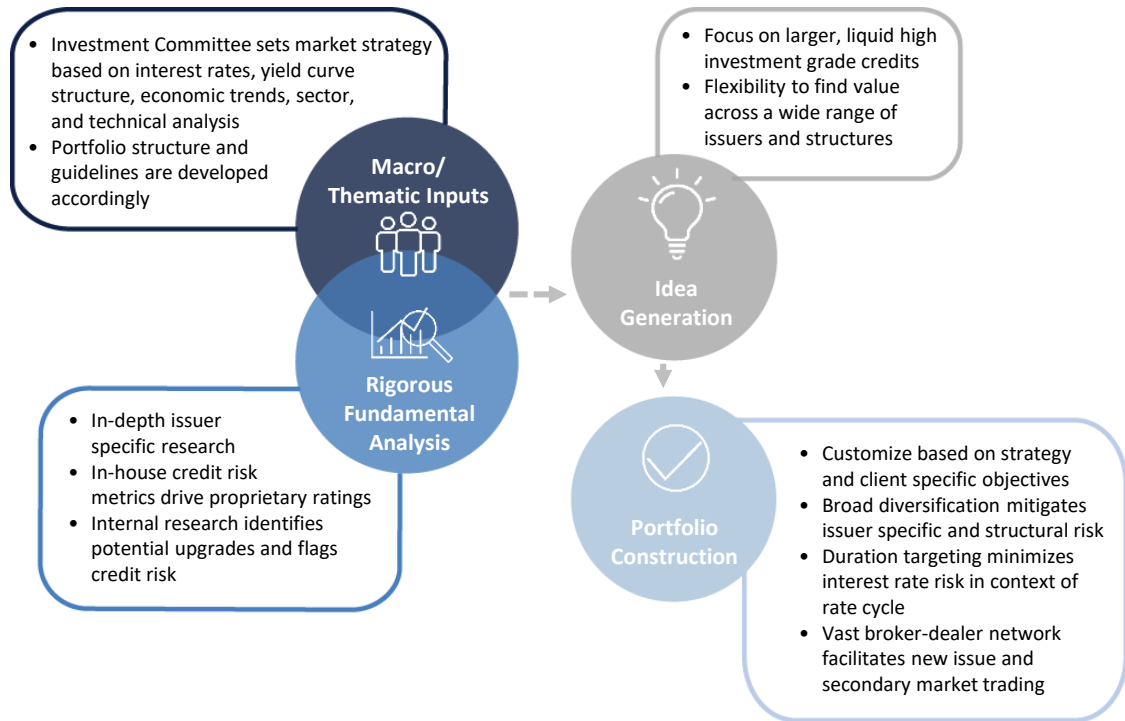 • Investment Committee sets market strategy
based on interest rates, yield curve
structure, economic trends, sector,
and technical analysis
• Portfolio structure and
guidelines are developed
accordingly
Macro/
Thematic Inputs
• Focus on larger, liquid high
investment grade credits
• Flexibility to find value
across a wide range of
issuers and structures
Idea
Generation
Rigorous
Fundamental
Analysis
• In-depth issuer
specific research
• In-house credit risk
metrics drive proprietary ratings
• Internal research identifies
potential upgrades and flags
credit risk
Portfolio
Construction
• Customize based on strategy
and client specific objectives
• Broad diversification mitigates
issuer specific and structural risk
• Duration targeting minimizes
interest rate risk in context of
rate cycle
• Vast broker-dealer network
facilitates new issue and
secondary market trading